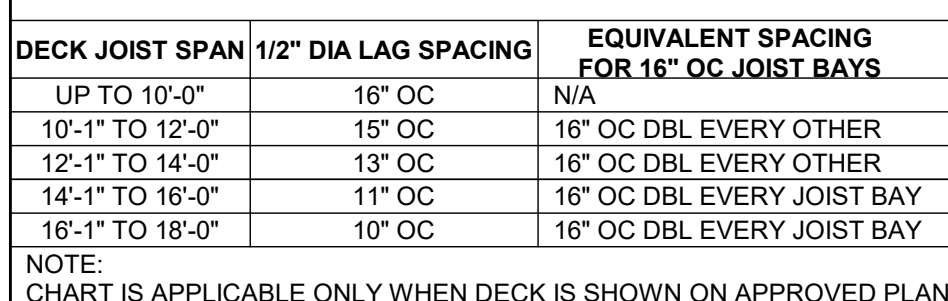 DECK JOIST SPAN 1/2" DIA LAG SPACING EQUIVALENT SPACING
FOR 16" OC JOIST BAYS
UP TO 10'-0" 16" OC N/A
10'-1" TO 12'-0" 15" OC 16" OC DBL EVERY OTHER
12'-1" TO 14'-0" 13" OC 16" OC DBL EVERY OTHER
14'-1" TO 16'-0" 11" OC 16" OC DBL EVERY JOIST BAY
16'-1" TO 18'-0" 10" OC 16" OC DBL EVERY JOIST BAY
NOTE:
CHART IS APPLICABLE ONLY WHEN DECK IS SHOWN ON APPROVED PLAN